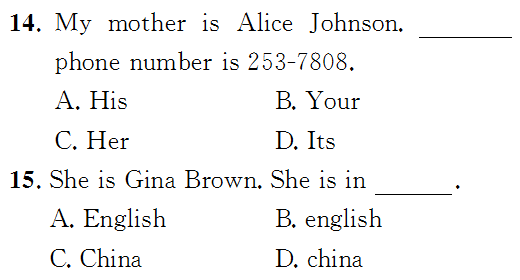 14. My mother is Alice Johnson. ________
phone number is 253-7808.
A. His B. Your
C. Her D. Its
15. She is Gina Brown. She is in ______.
A. English B. english
C. China D. china